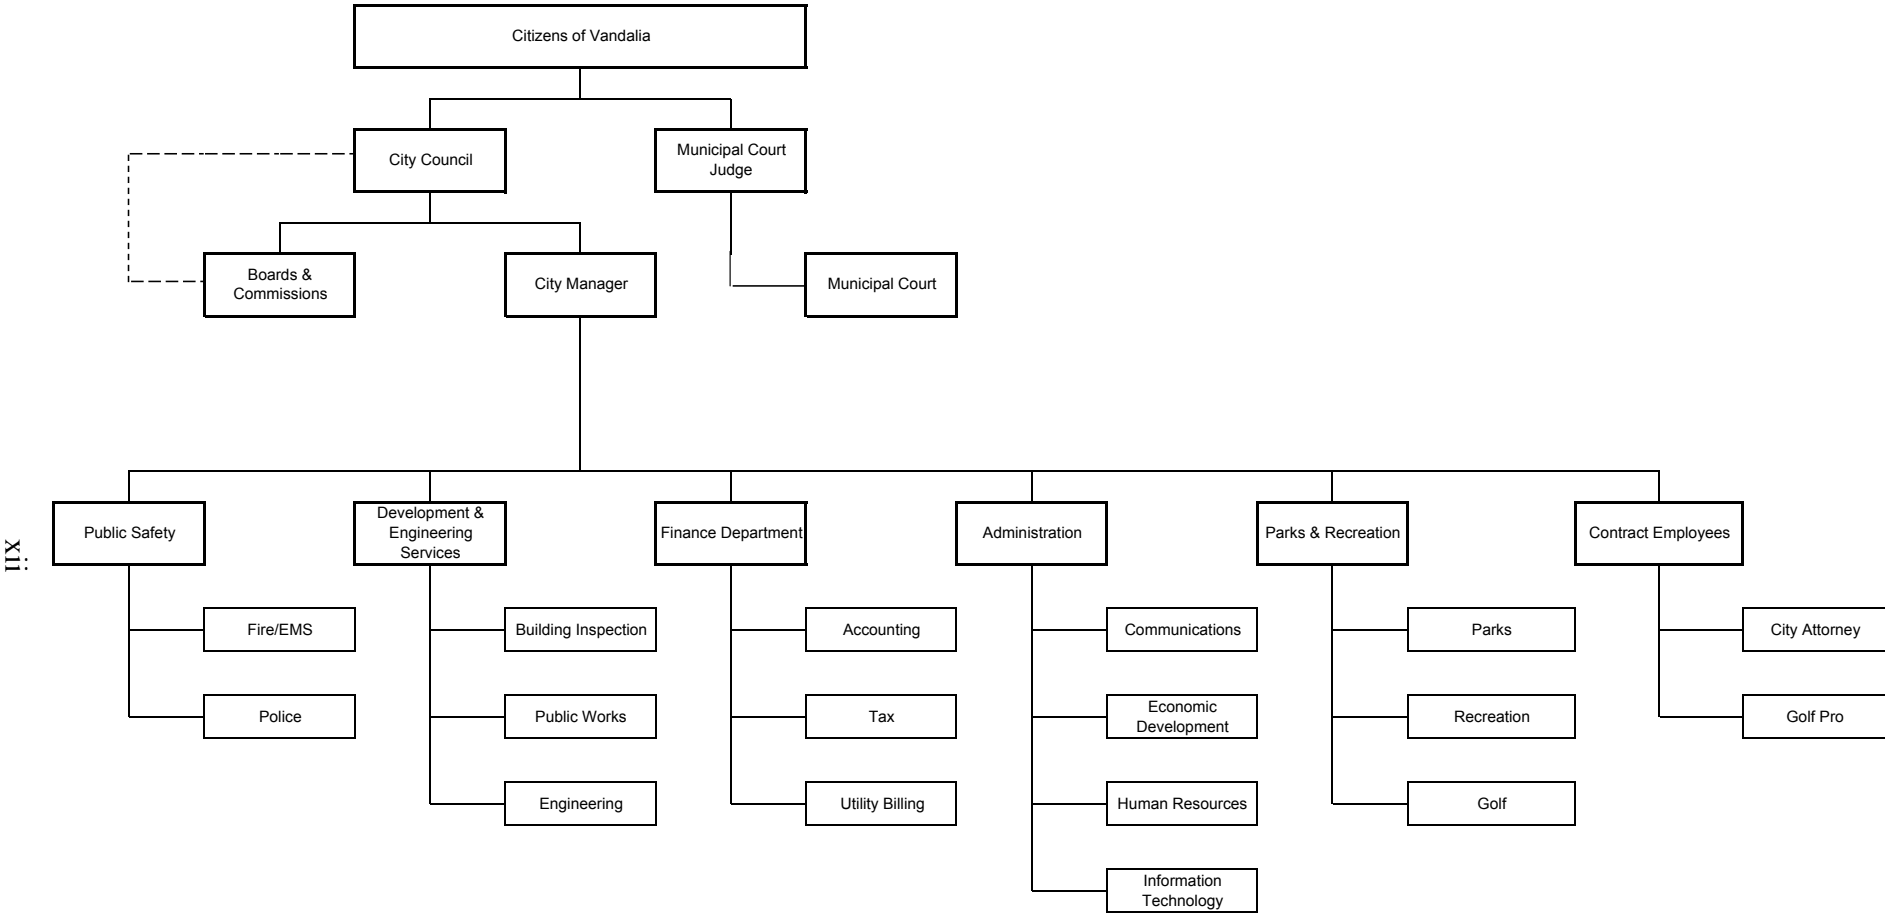 Citizens of Vandalia
City Council
Municipal Court
Judge
Boards &
Commissions
City Manager
Municipal Court
Public Safety
Development &
Engineering
Services
Finance Department
Administration
Parks & Recreation
Contract Employees
xii
Fire/EMS
Building Inspection
Accounting
Communications
Parks
City Attorney
Police
Public Works
Tax
Economic
Development
Recreation
Golf Pro
Engineering
Utility Billing
Human Resources
Golf
Information
Technology